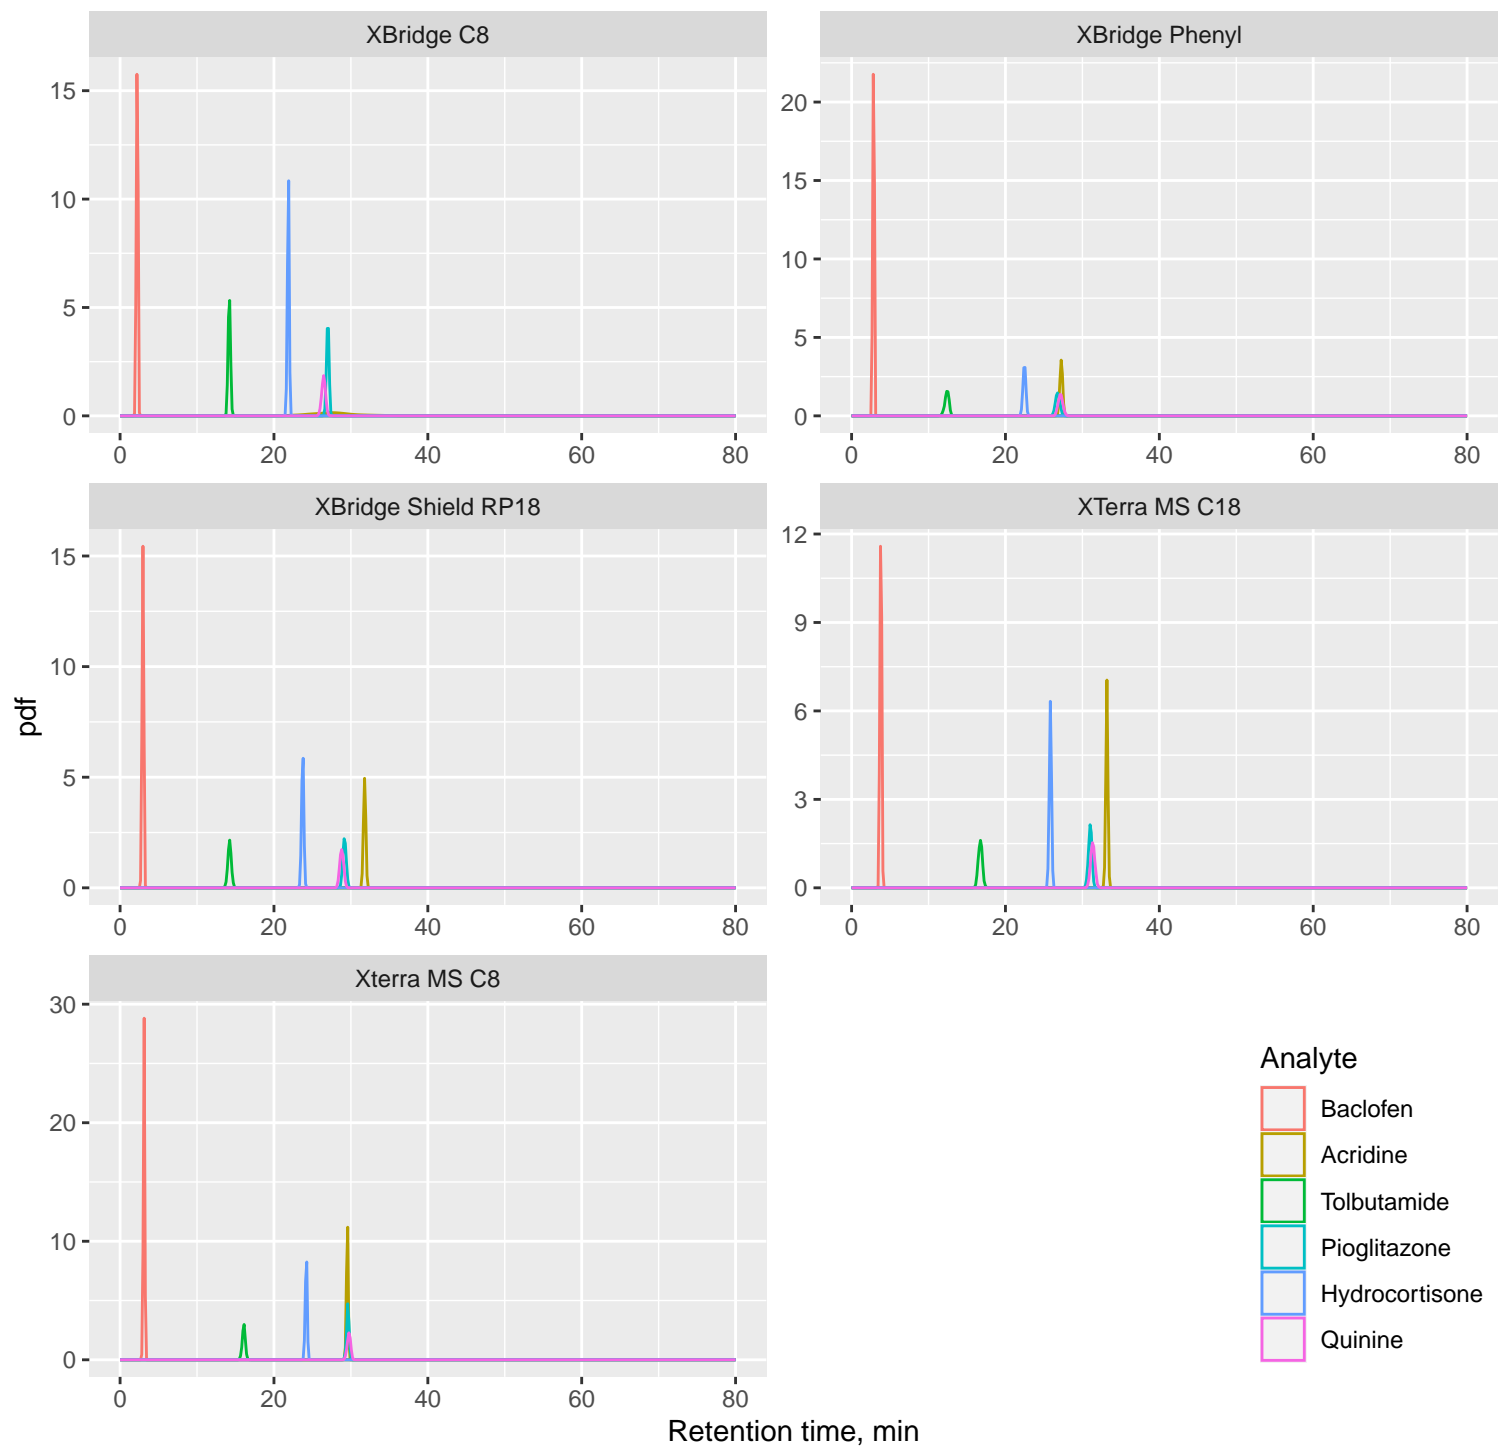 XBridge C8
XBridge Phenyl
15
10
5
0
0 20 40 60 80
20
15
10
5
0
0 20 40 60 80
XBridge Shield RP18
XTerra MS C18
15
10
5
0
0 20 40 60 80
12
9
6
3
0
0 20 40 60 80
pdf
Xterra MS C8
30
20
10
0
0 20 40 60 80
Analyte
Baclofen
Acridine
Tolbutamide
Pioglitazone
Hydrocortisone
Quinine
Retention time, min